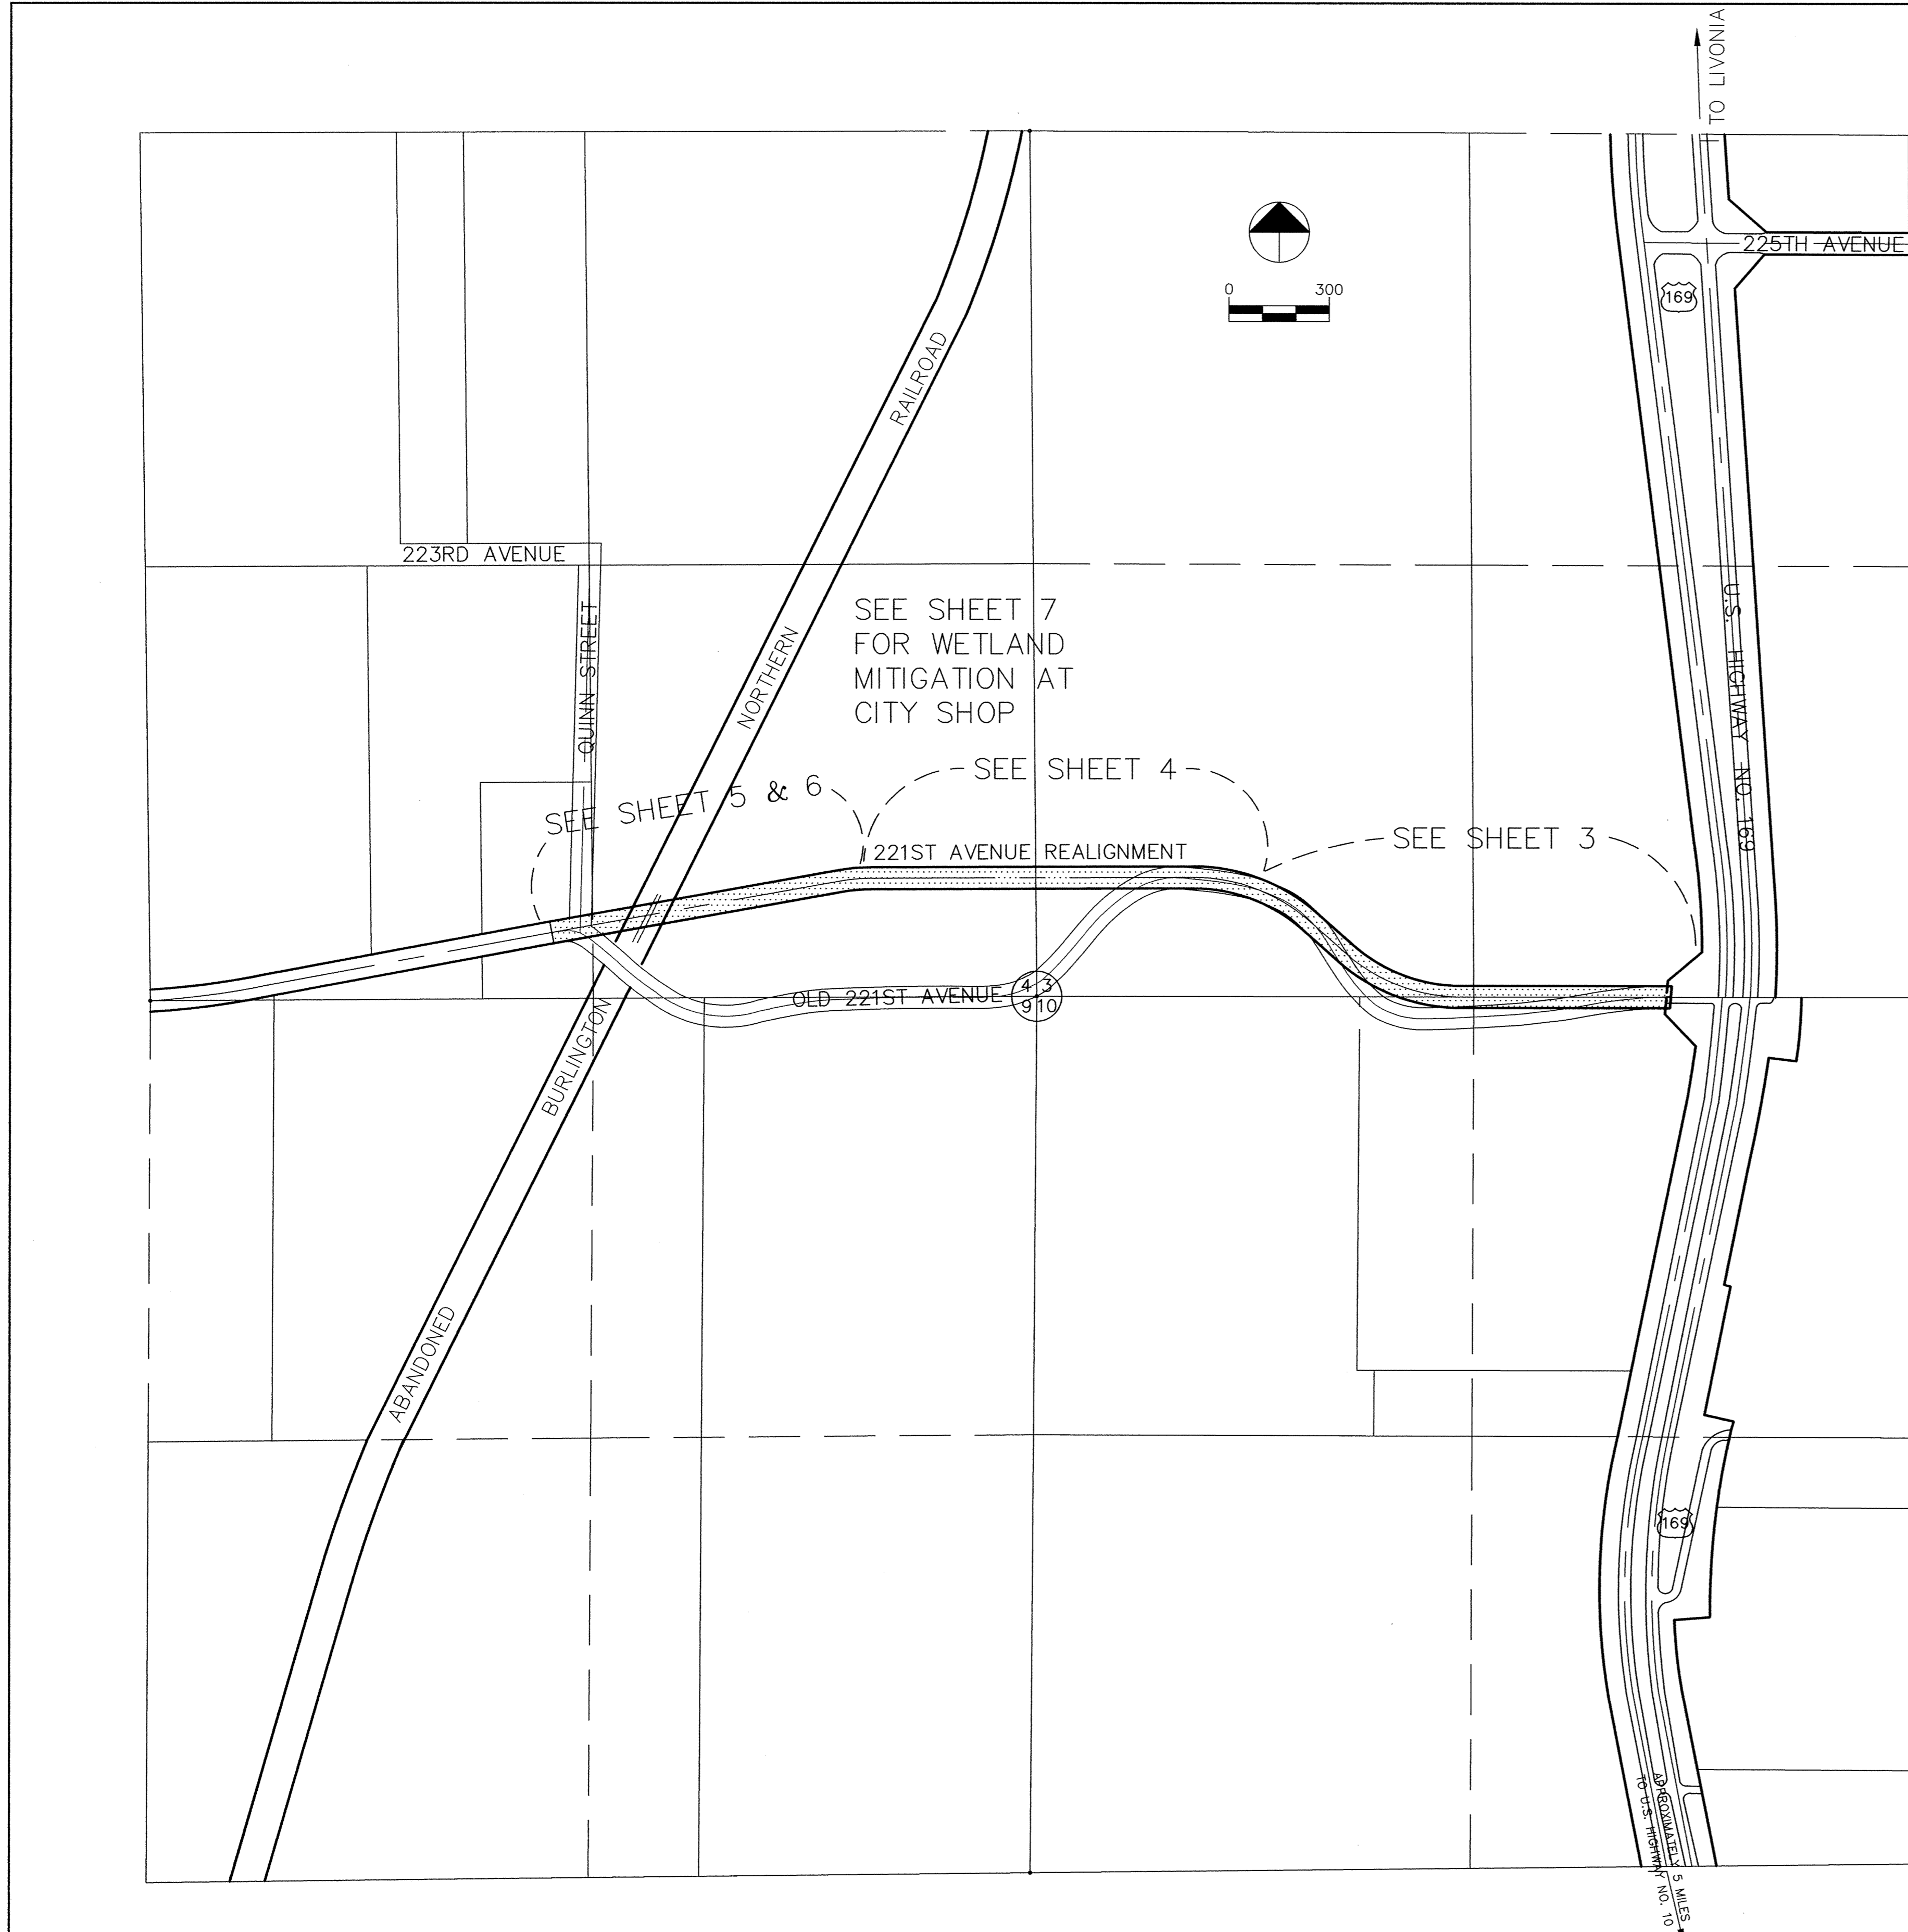 TO LIVONIA
225TH AVENUE
169
0 300
RAILROAD
223RD AVENUE
QUINN STREET
NORTHERN
SEE SHEET 7
FOR WETLAND
MITIGATION AT
CITY SHOP
U.S. HIGHWAY NO. 169
SEE SHEET 5 & 6
SEE SHEET 4
SEE SHEET 3
221ST AVENUE REALIGNMENT
OLD 221ST AVENUE
4 3
9 10
BURLINGTON
ABANDONED
169
APPROXIMATELY 5 MILES
TO U.S. HIGHWAY NO. 10